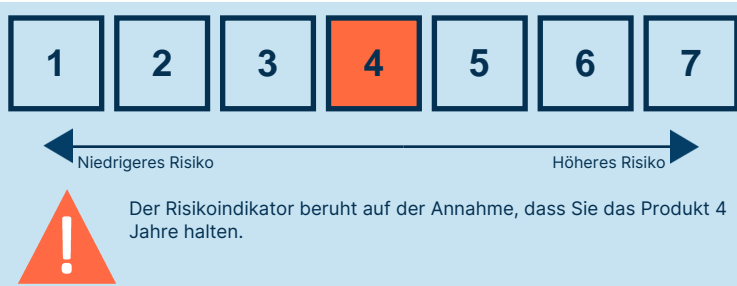 1 2 3 4 5 6 7
Niedrigeres Risiko Höheres Risiko
!
Der Risikoindikator beruht auf der Annahme, dass Sie das Produkt 4
Jahre halten.